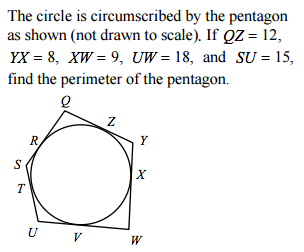 The circle is circumscribed by the pentagon
as shown (not drawn to scale). If QZ = 12,
YX = 8, XW = 9, UW = 18, and SU = 15,
find the perimeter of the pentagon.
Q
Z
R
Y
S
X
T
U
V
W